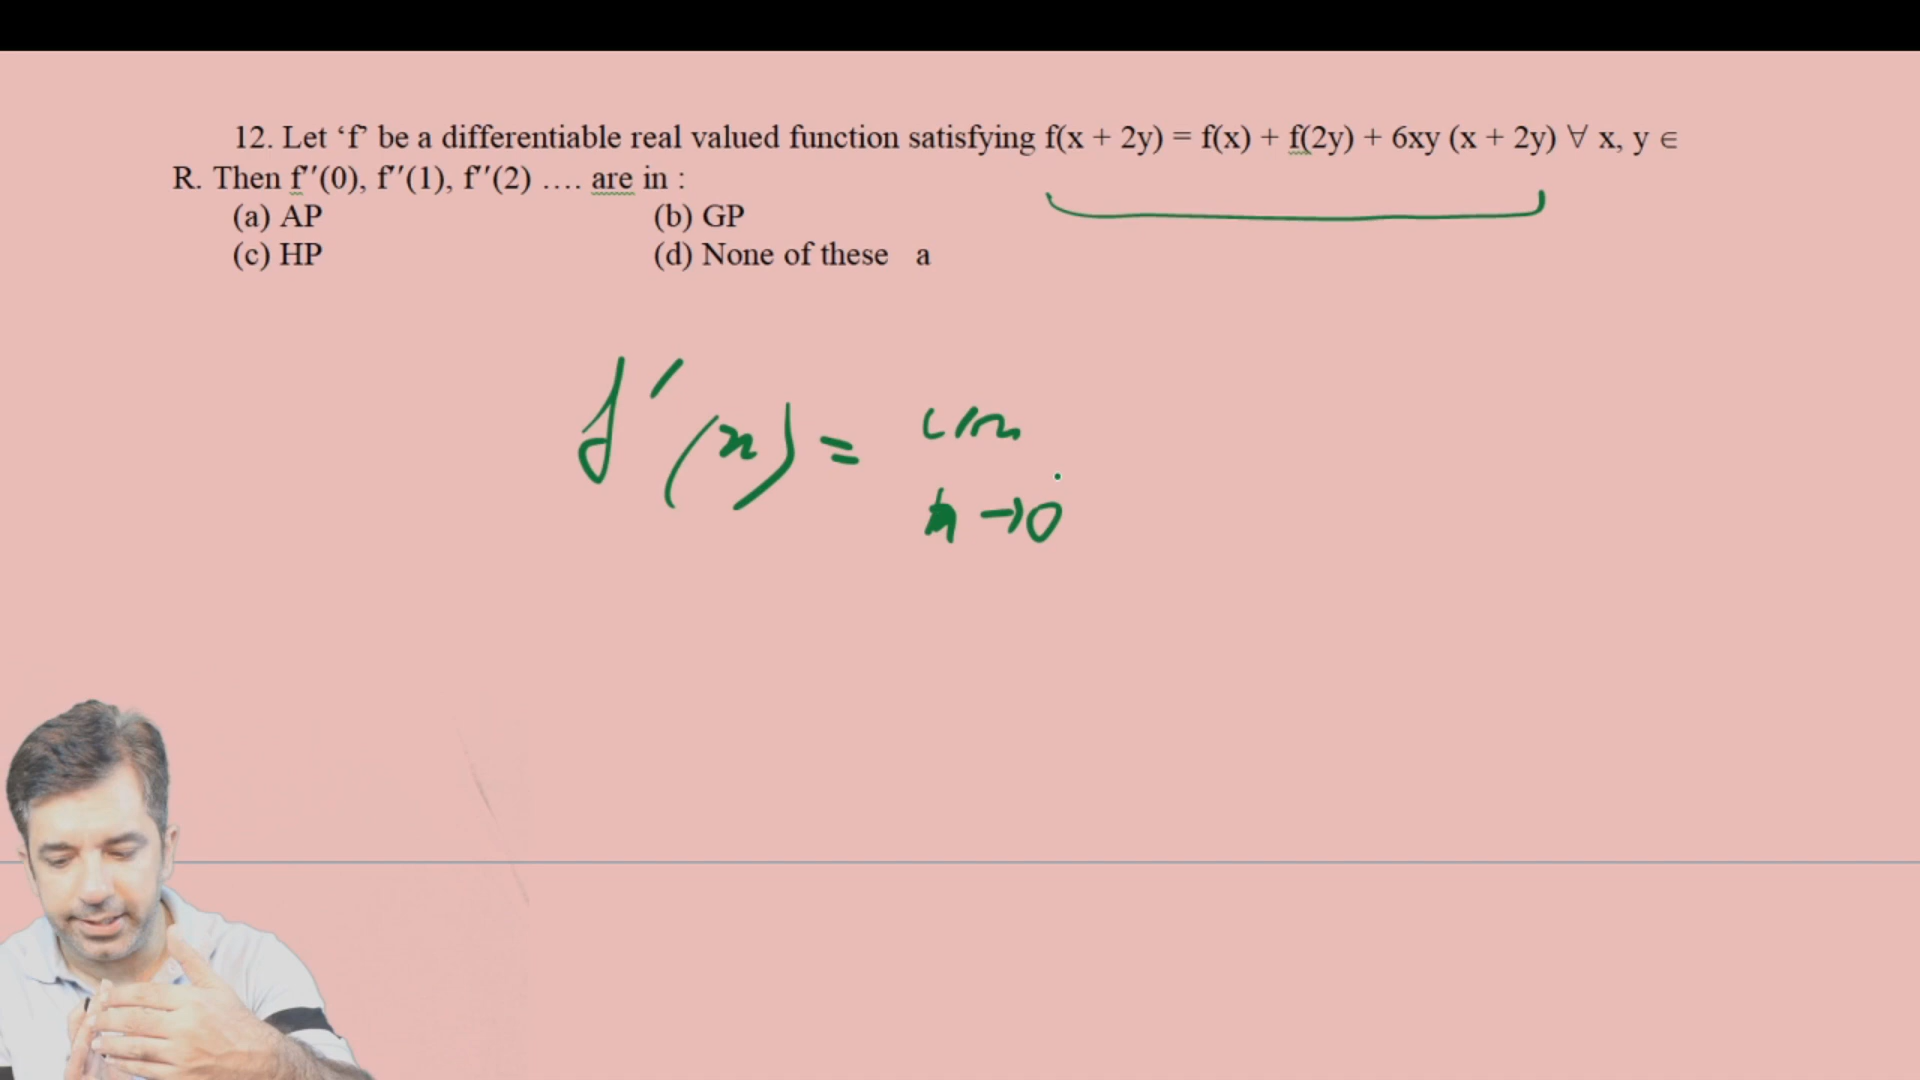 12. Let ‘f’ be a differentiable real valued function satisfying f(x + 2y) = f(x) + f(2y) + 6xy (x + 2y) ∀ x, y ∈
R. Then f″(0), f″(1), f″(2) .... are in :
(a) AP (b) GP
(c) HP (d) None of these a
f′(x) = lim
h→0